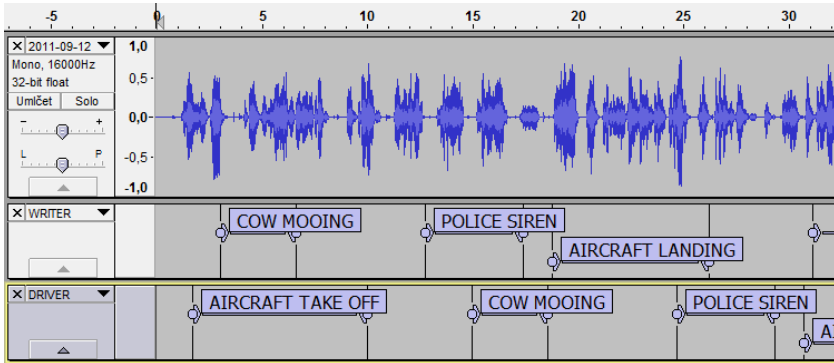 -5 0 5 10 15 20 25 30
2011-09-12
Mono, 16000Hz
32-bit float
Umlčet Solo
- +
L P
1,0
0,5-
0,0-
-0,5-
-1,0
WRITER
COW MOOING POLICE SIREN
AIRCRAFT LANDING
DRIVER
AIRCRAFT TAKE OFF COW MOOING POLICE SIREN